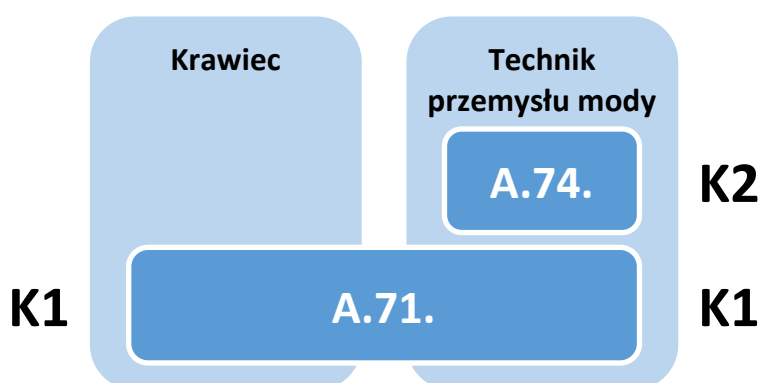 Krawiec
Technik
przemysłu mody
A.74.
K2
K1
A.71.
K1